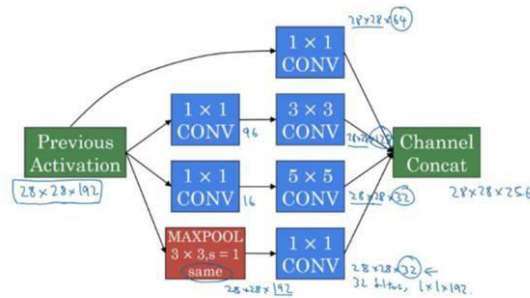 28×28×64
1 × 1
CONV
1 × 1
CONV
96
3 × 3
CONV
28×28×128
Previous
Activation
28×28×192
Channel
Concat
28×28×256
1 × 1
CONV
16
5 × 5
CONV
28×28×32
MAXPOOL
3 × 3,s = 1
same
28×28×192
1 × 1
CONV
28×28×32
32 filters, 1×1×192.